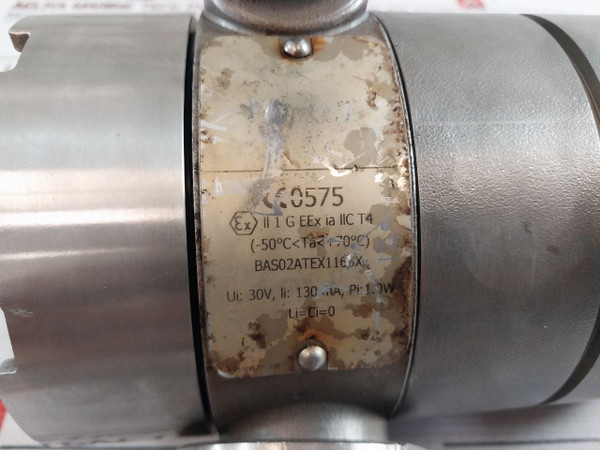 CE0575
Ex II 1 G EEx ia IIC T4
(-50°C<Ta<+70°C)
Ui: 30V, Ii: 130 mA, Pi:1.0W
Li=Ci=0